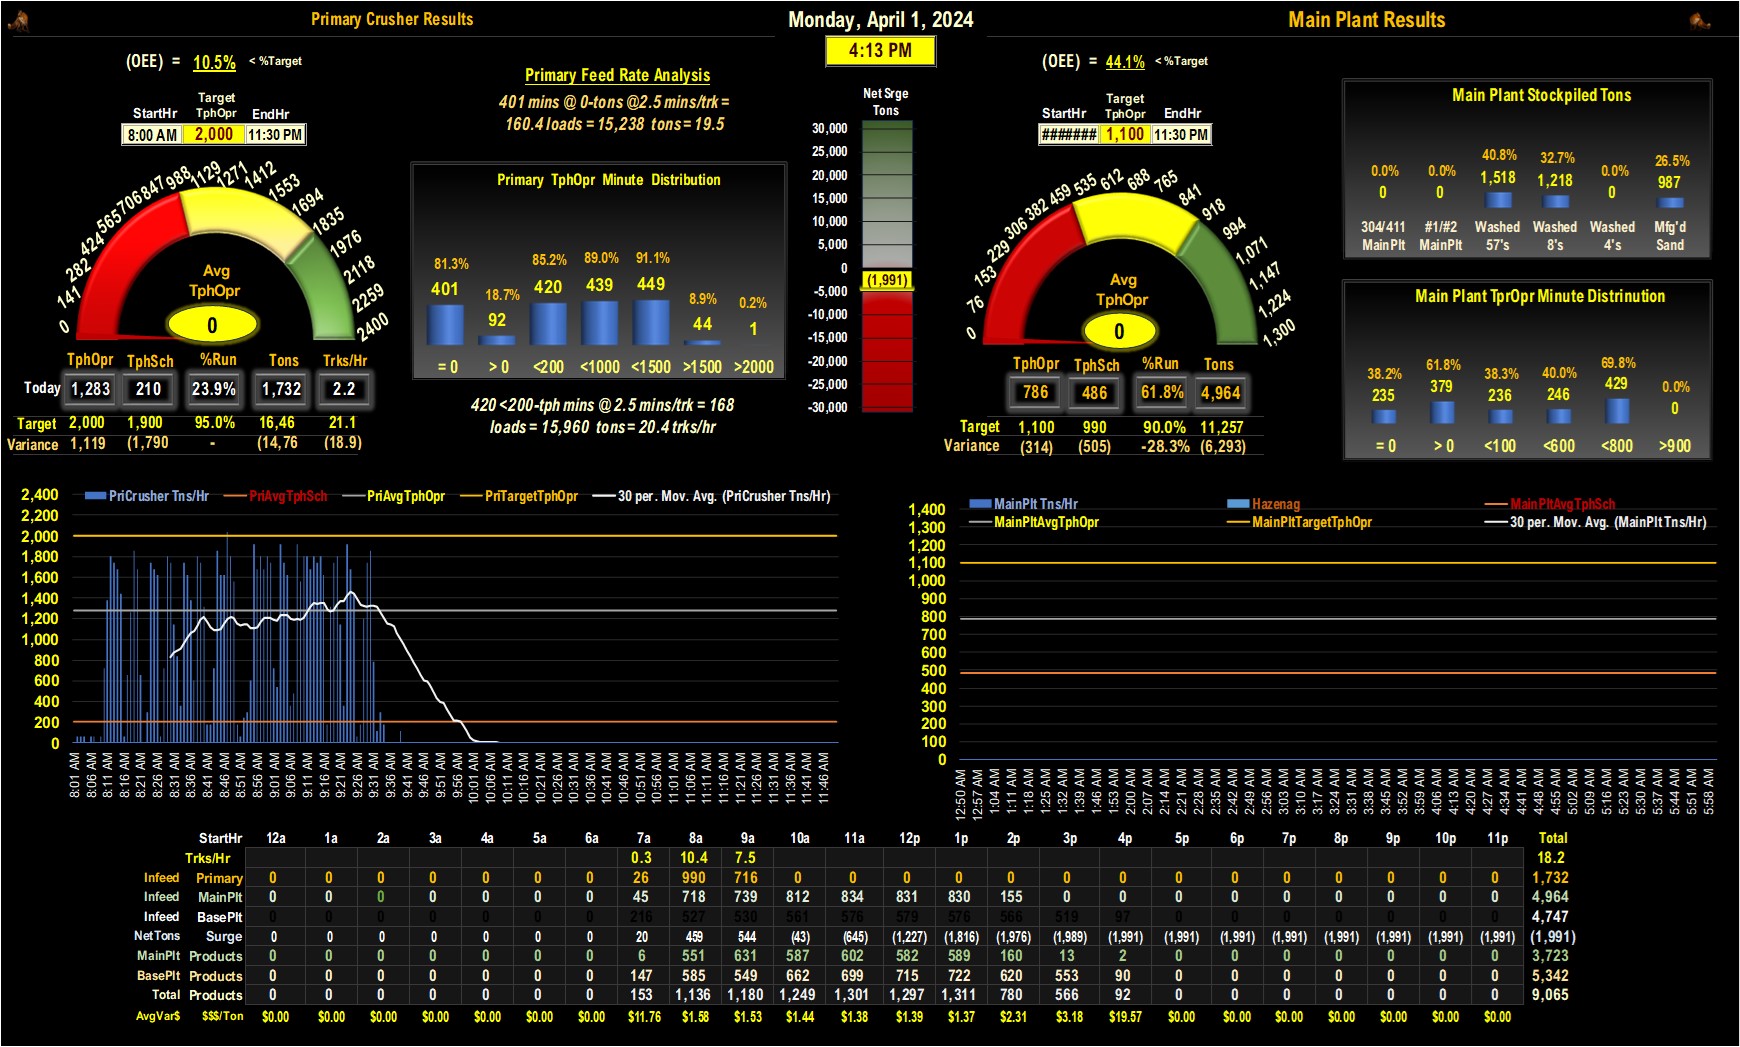 Primary Crusher Results
Monday, April 1, 2024
Main Plant Results
4:13 PM
(OEE) = 10.5% < %Target
StartHr Target TphOpr EndHr
8:00 AM 2,000 11:30 PM
Primary Feed Rate Analysis
401 mins @ 0-tons @2.5 mins/trk =
160.4 loads = 15,238 tons = 19.5
0 141 282 424 565 706 847 988 1129 1271 1412 1553 1694 1835 1976 2118 2259 2400
Avg
TphOpr
0
TphOpr TphSch %Run Tons Trks/Hr
Today 1,283 210 23.9% 1,732 2.2
Target 2,000 1,900 95.0% 16,46 21.1
Variance 1,119 (1,790 - (14,76 (18.9)
Primary TphOpr Minute Distribution
81.3% 18.7% 85.2% 89.0% 91.1% 8.9% 0.2%
401 92 420 439 449 44 1
= 0 > 0 <200 <1000 <1500 >1500 >2000
420 <200-tph mins @ 2.5 mins/trk = 168
loads = 15,960 tons = 20.4 trks/hr
Net Srge
Tons
30,000
25,000
20,000
15,000
10,000
5,000
0
(1,991)
-5,000
-10,000
-15,000
-20,000
-25,000
-30,000
(OEE) = 44.1% < %Target
StartHr Target TphOpr EndHr
####### 1,100 11:30 PM
0 76 153 229 306 382 459 535 612 688 765 841 918 994 1,071 1,147 1,224 1,300
Avg
TphOpr
0
TphOpr TphSch %Run Tons
786 486 61.8% 4,964
Target 1,100 990 90.0% 11,257
Variance (314) (505) -28.3% (6,293)
Main Plant Stockpiled Tons
0.0% 0.0% 40.8% 32.7% 0.0% 26.5%
0 0 1,518 1,218 0 987
304/411 #1/#2 Washed Washed Washed Mfg'd
MainPlt MainPlt 57's 8's 4's Sand
Main Plant TprOpr Minute Distrinution
38.2% 61.8% 38.3% 40.0% 69.8% 0.0%
235 379 236 246 429 0
= 0 > 0 <100 <600 <800 >900
PriCrusher Tns/Hr PriAvgTphSch PriAvgTphOpr PriTargetTphOpr 30 per. Mov. Avg. (PriCrusher Tns/Hr)
2,400
2,200
2,000
1,800
1,600
1,400
1,200
1,000
800
600
400
200
0
8:01 AM 8:06 AM 8:11 AM 8:16 AM 8:21 AM 8:26 AM 8:31 AM 8:36 AM 8:41 AM 8:46 AM 8:51 AM 8:56 AM 9:01 AM 9:06 AM 9:11 AM 9:16 AM 9:21 AM 9:26 AM 9:31 AM 9:36 AM 9:41 AM 9:46 AM 9:51 AM 9:56 AM 10:01 AM 10:06 AM 10:11 AM 10:16 AM 10:21 AM 10:26 AM 10:31 AM 10:36 AM 10:41 AM 10:46 AM 10:51 AM 10:56 AM 11:01 AM 11:06 AM 11:11 AM 11:16 AM 11:21 AM 11:26 AM 11:31 AM 11:36 AM 11:41 AM 11:46 AM
MainPlt Tns/Hr Hazenag MainPltAvgTphSch
MainPltAvgTphOpr MainPltTargetTphOpr 30 per. Mov. Avg. (MainPlt Tns/Hr)
1,400
1,300
1,200
1,100
1,000
900
800
700
600
500
400
300
200
100
0
12:50 AM 12:57 AM 1:04 AM 1:11 AM 1:18 AM 1:25 AM 1:32 AM 1:39 AM 1:46 AM 1:53 AM 2:00 AM 2:07 AM 2:14 AM 2:21 AM 2:28 AM 2:35 AM 2:42 AM 2:49 AM 2:56 AM 3:03 AM 3:10 AM 3:17 AM 3:24 AM 3:31 AM 3:38 AM 3:45 AM 3:52 AM 3:59 AM 4:06 AM 4:13 AM 4:20 AM 4:27 AM 4:34 AM 4:41 AM 4:48 AM 4:55 AM 5:02 AM 5:09 AM 5:16 AM 5:23 AM 5:30 AM 5:37 AM 5:44 AM 5:51 AM 5:58 AM
StartHr 12a 1a 2a 3a 4a 5a 6a 7a 8a 9a 10a 11a 12p 1p 2p 3p 4p 5p 6p 7p 8p 9p 10p 11p Total
Trks/Hr 0.3 10.4 7.5 18.2
Infeed Primary 0 0 0 0 0 0 0 26 990 716 0 0 0 0 0 0 0 0 0 0 0 0 0 0 1,732
Infeed MainPlt 0 0 0 0 0 0 0 45 718 739 812 834 831 830 155 0 0 0 0 0 0 0 0 0 4,964
Infeed BasePlt 0 0 0 0 0 0 0 216 527 530 561 576 579 576 566 519 97 0 0 0 0 0 0 0 4,747
NetTons Surge 0 0 0 0 0 0 0 20 459 544 (43) (645) (1,227) (1,816) (1,976) (1,989) (1,991) (1,991) (1,991) (1,991) (1,991) (1,991) (1,991) (1,991) (1,991)
MainPlt Products 0 0 0 0 0 0 0 6 551 631 587 602 582 589 160 13 2 0 0 0 0 0 0 0 3,723
BasePlt Products 0 0 0 0 0 0 0 147 585 549 662 699 715 722 620 553 90 0 0 0 0 0 0 0 5,342
Total Products 0 0 0 0 0 0 0 153 1,136 1,180 1,249 1,301 1,297 1,311 780 566 92 0 0 0 0 0 0 0 9,065
AvgVar$ $$$/Ton $0.00 $0.00 $0.00 $0.00 $0.00 $0.00 $0.00 $11.76 $1.58 $1.53 $1.44 $1.38 $1.39 $1.37 $2.31 $3.18 $19.57 $0.00 $0.00 $0.00 $0.00 $0.00 $0.00 $0.00